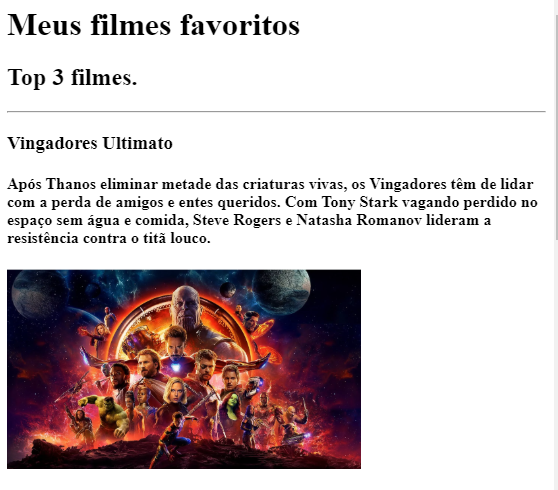 Meus filmes favoritos
Top 3 filmes.
Vingadores Ultimato
Após Thanos eliminar metade das criaturas vivas, os Vingadores têm de lidar
com a perda de amigos e entes queridos. Com Tony Stark vagando perdido no
espaço sem água e comida, Steve Rogers e Natasha Romanov lideram a
resistência contra o titã louco.